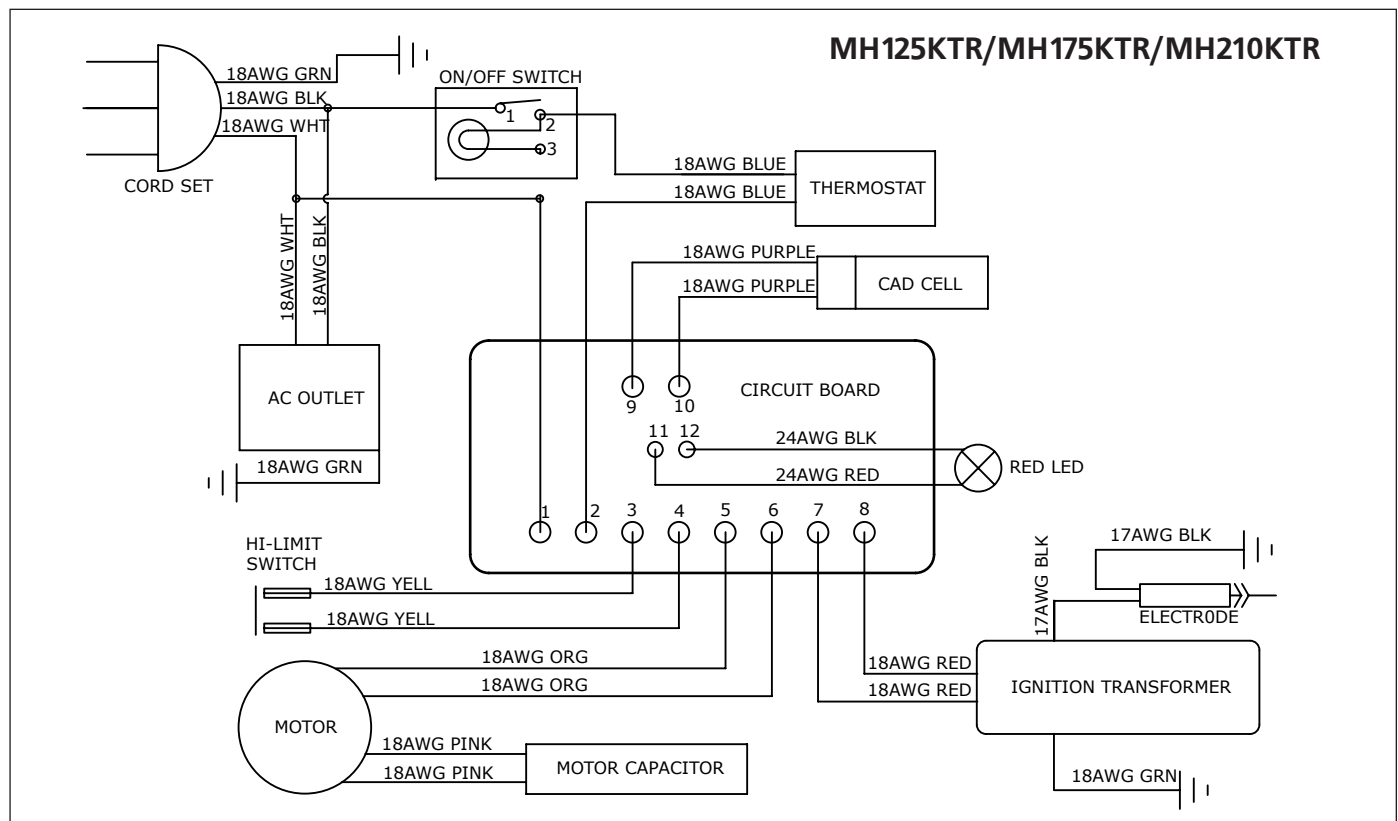 MH125KTR/MH175KTR/MH210KTR
18AWG GRN
18AWG BLK
18AWG WHT
CORD SET
ON/OFF SWITCH
1
2
3
18AWG BLUE
18AWG BLUE
THERMOSTAT
18AWG WHT
18AWG BLK
18AWG PURPLE
18AWG PURPLE
CAD CELL
AC OUTLET
18AWG GRN
CIRCUIT BOARD
9
10
11
12
24AWG BLK
24AWG RED
RED LED
1
2
3
4
5
6
7
8
HI-LIMIT
SWITCH
18AWG YELL
18AWG YELL
17AWG BLK
17AWG BLK
ELECTR0DE
18AWG ORG
18AWG ORG
18AWG RED
18AWG RED
IGNITION TRANSFORMER
MOTOR
18AWG PINK
18AWG PINK
MOTOR CAPACITOR
18AWG GRN